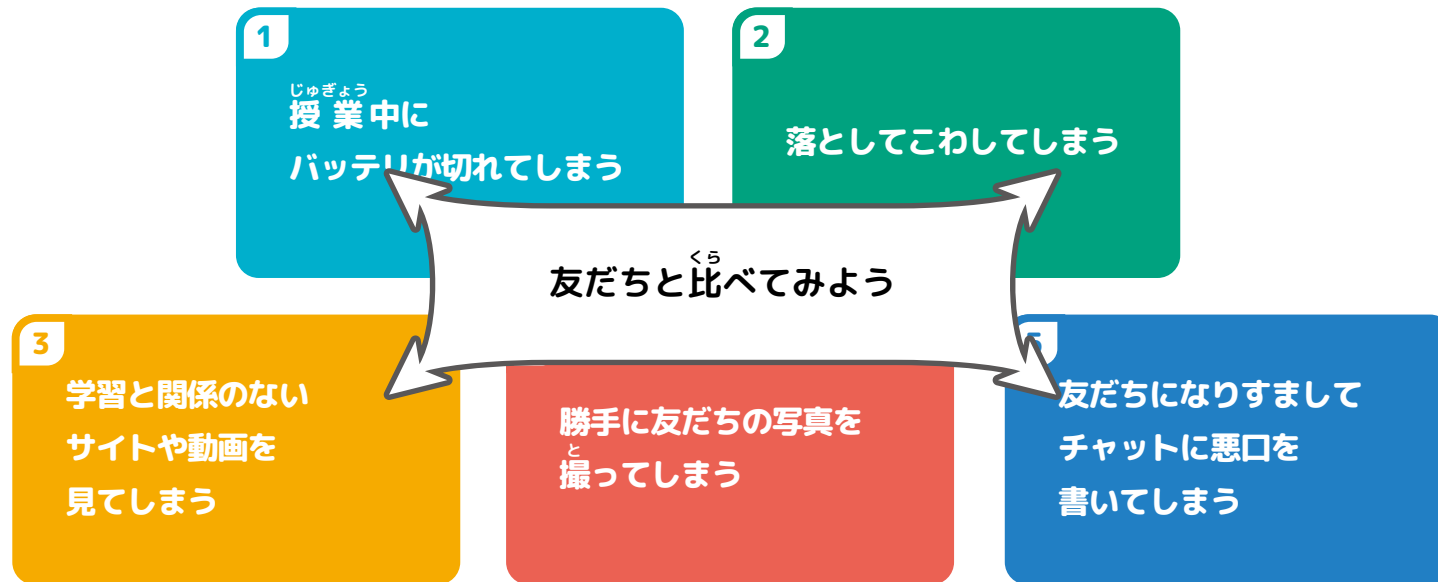 1
授業中に
バッテリが切れてしまう
2
落としてこわしてしまう
友だちと比べてみよう
3
学習と関係のない
サイトや動画を
見てしまう
勝手に友だちの写真を
撮ってしまう
5
友だちになりすまして
チャットに悪口を
書いてしまう
じゅぎょう
くら
と